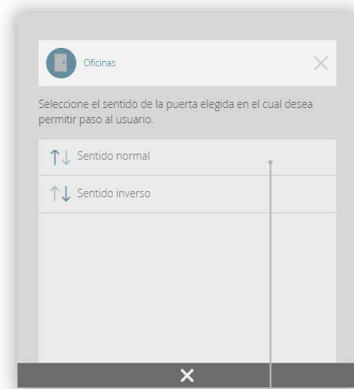 Oficinas
Seleccione el sentido de la puerta elegida en el cual desea
permitir paso al usuario.
Sentido normal
Sentido inverso